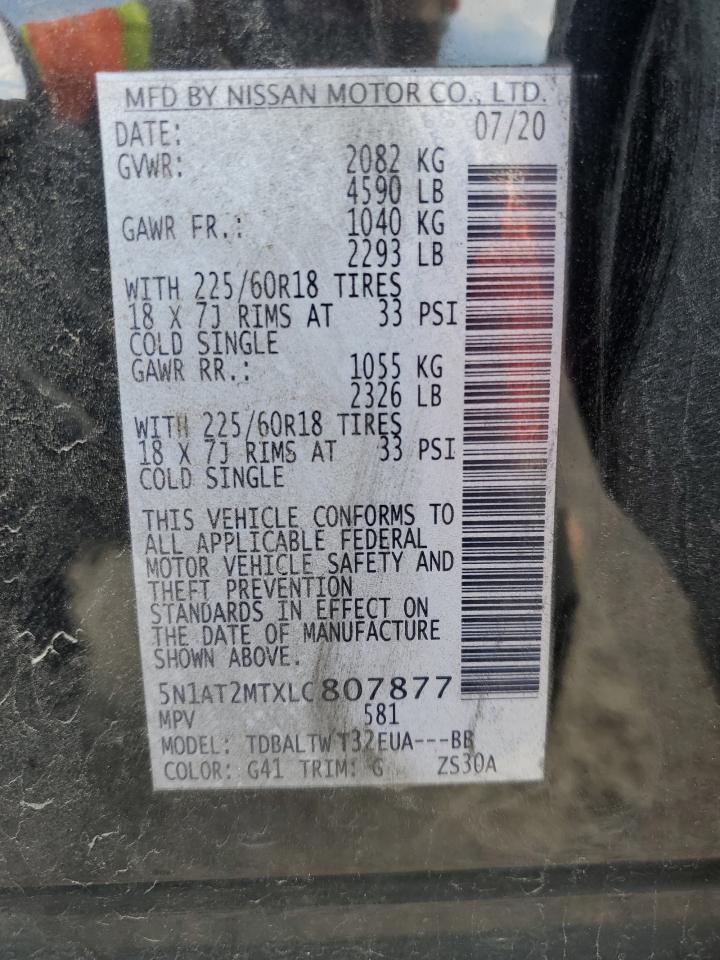 MFD BY NISSAN MOTOR CO., LTD.
DATE: 07/20
GVWR: 2082 KG
4590 LB
GAWR FR.: 1040 KG
2293 LB
WITH 225/60R18 TIRES
18 X 7J RIMS AT 33 PSI
COLD SINGLE
GAWR RR.: 1055 KG
2326 LB
WITH 225/60R18 TIRES
18 X 7J RIMS AT 33 PSI
COLD SINGLE
THIS VEHICLE CONFORMS TO
ALL APPLICABLE FEDERAL
MOTOR VEHICLE SAFETY AND
THEFT PREVENTION
STANDARDS IN EFFECT ON
THE DATE OF MANUFACTURE
SHOWN ABOVE.
5N1AT2MTXLC807877
MPV 581
MODEL: TDBALTWT32EUA---BB
COLOR: G41 TRIM: G ZS30A